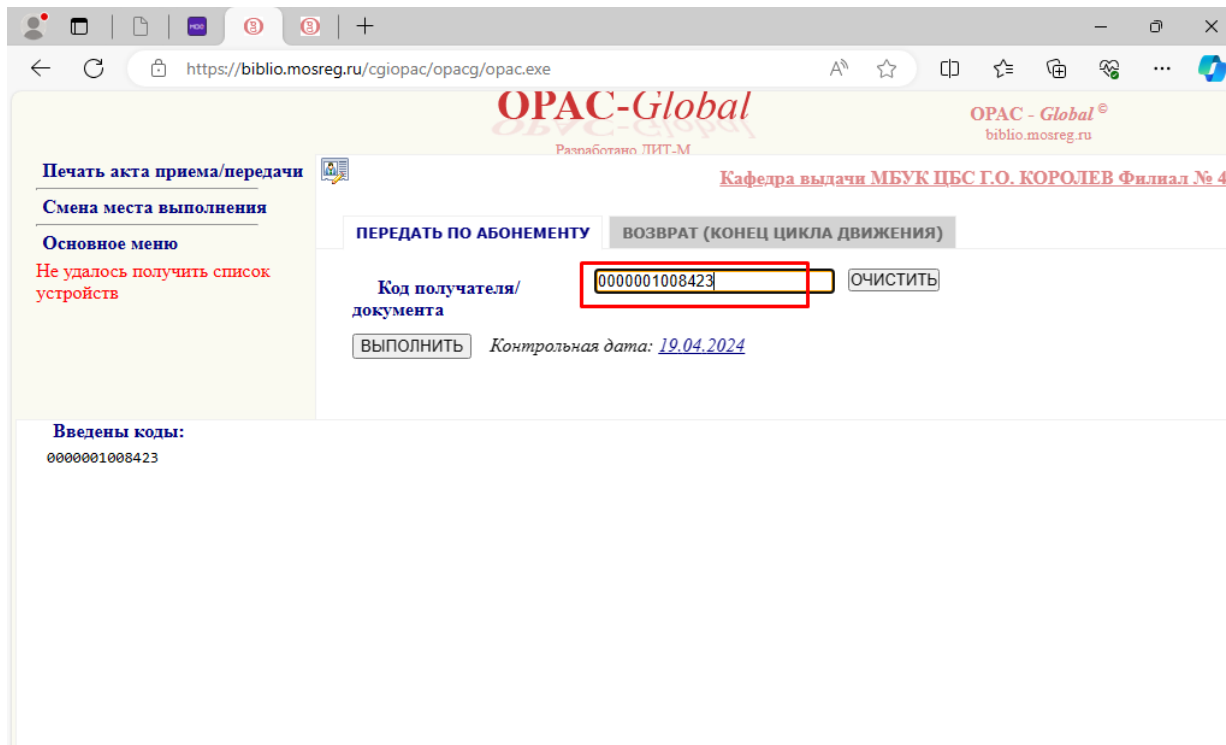 https://biblio.mosreg.ru/cgiopac/opacg/opac.exe
OPAC-Global
Разработано ДИТ-М
OPAC - Global ©
biblio.mosreg.ru
Печать акта приема/передачи
Смена места выполнения
Основное меню
Не удалось получить список
устройств
Кафедра выдачи МБУК ЦБС Г.О. КОРОЛЕВ Филиал № 4
ПЕРЕДАТЬ ПО АБОНЕМЕНТУ
ВОЗВРАТ (КОНЕЦ ЦИКЛА ДВИЖЕНИЯ)
Код получателя/
документа
0000001008423
ОЧИСТИТЬ
ВЫПОЛНИТЬ
Контрольная дата: 19.04.2024
Введены коды:
0000001008423